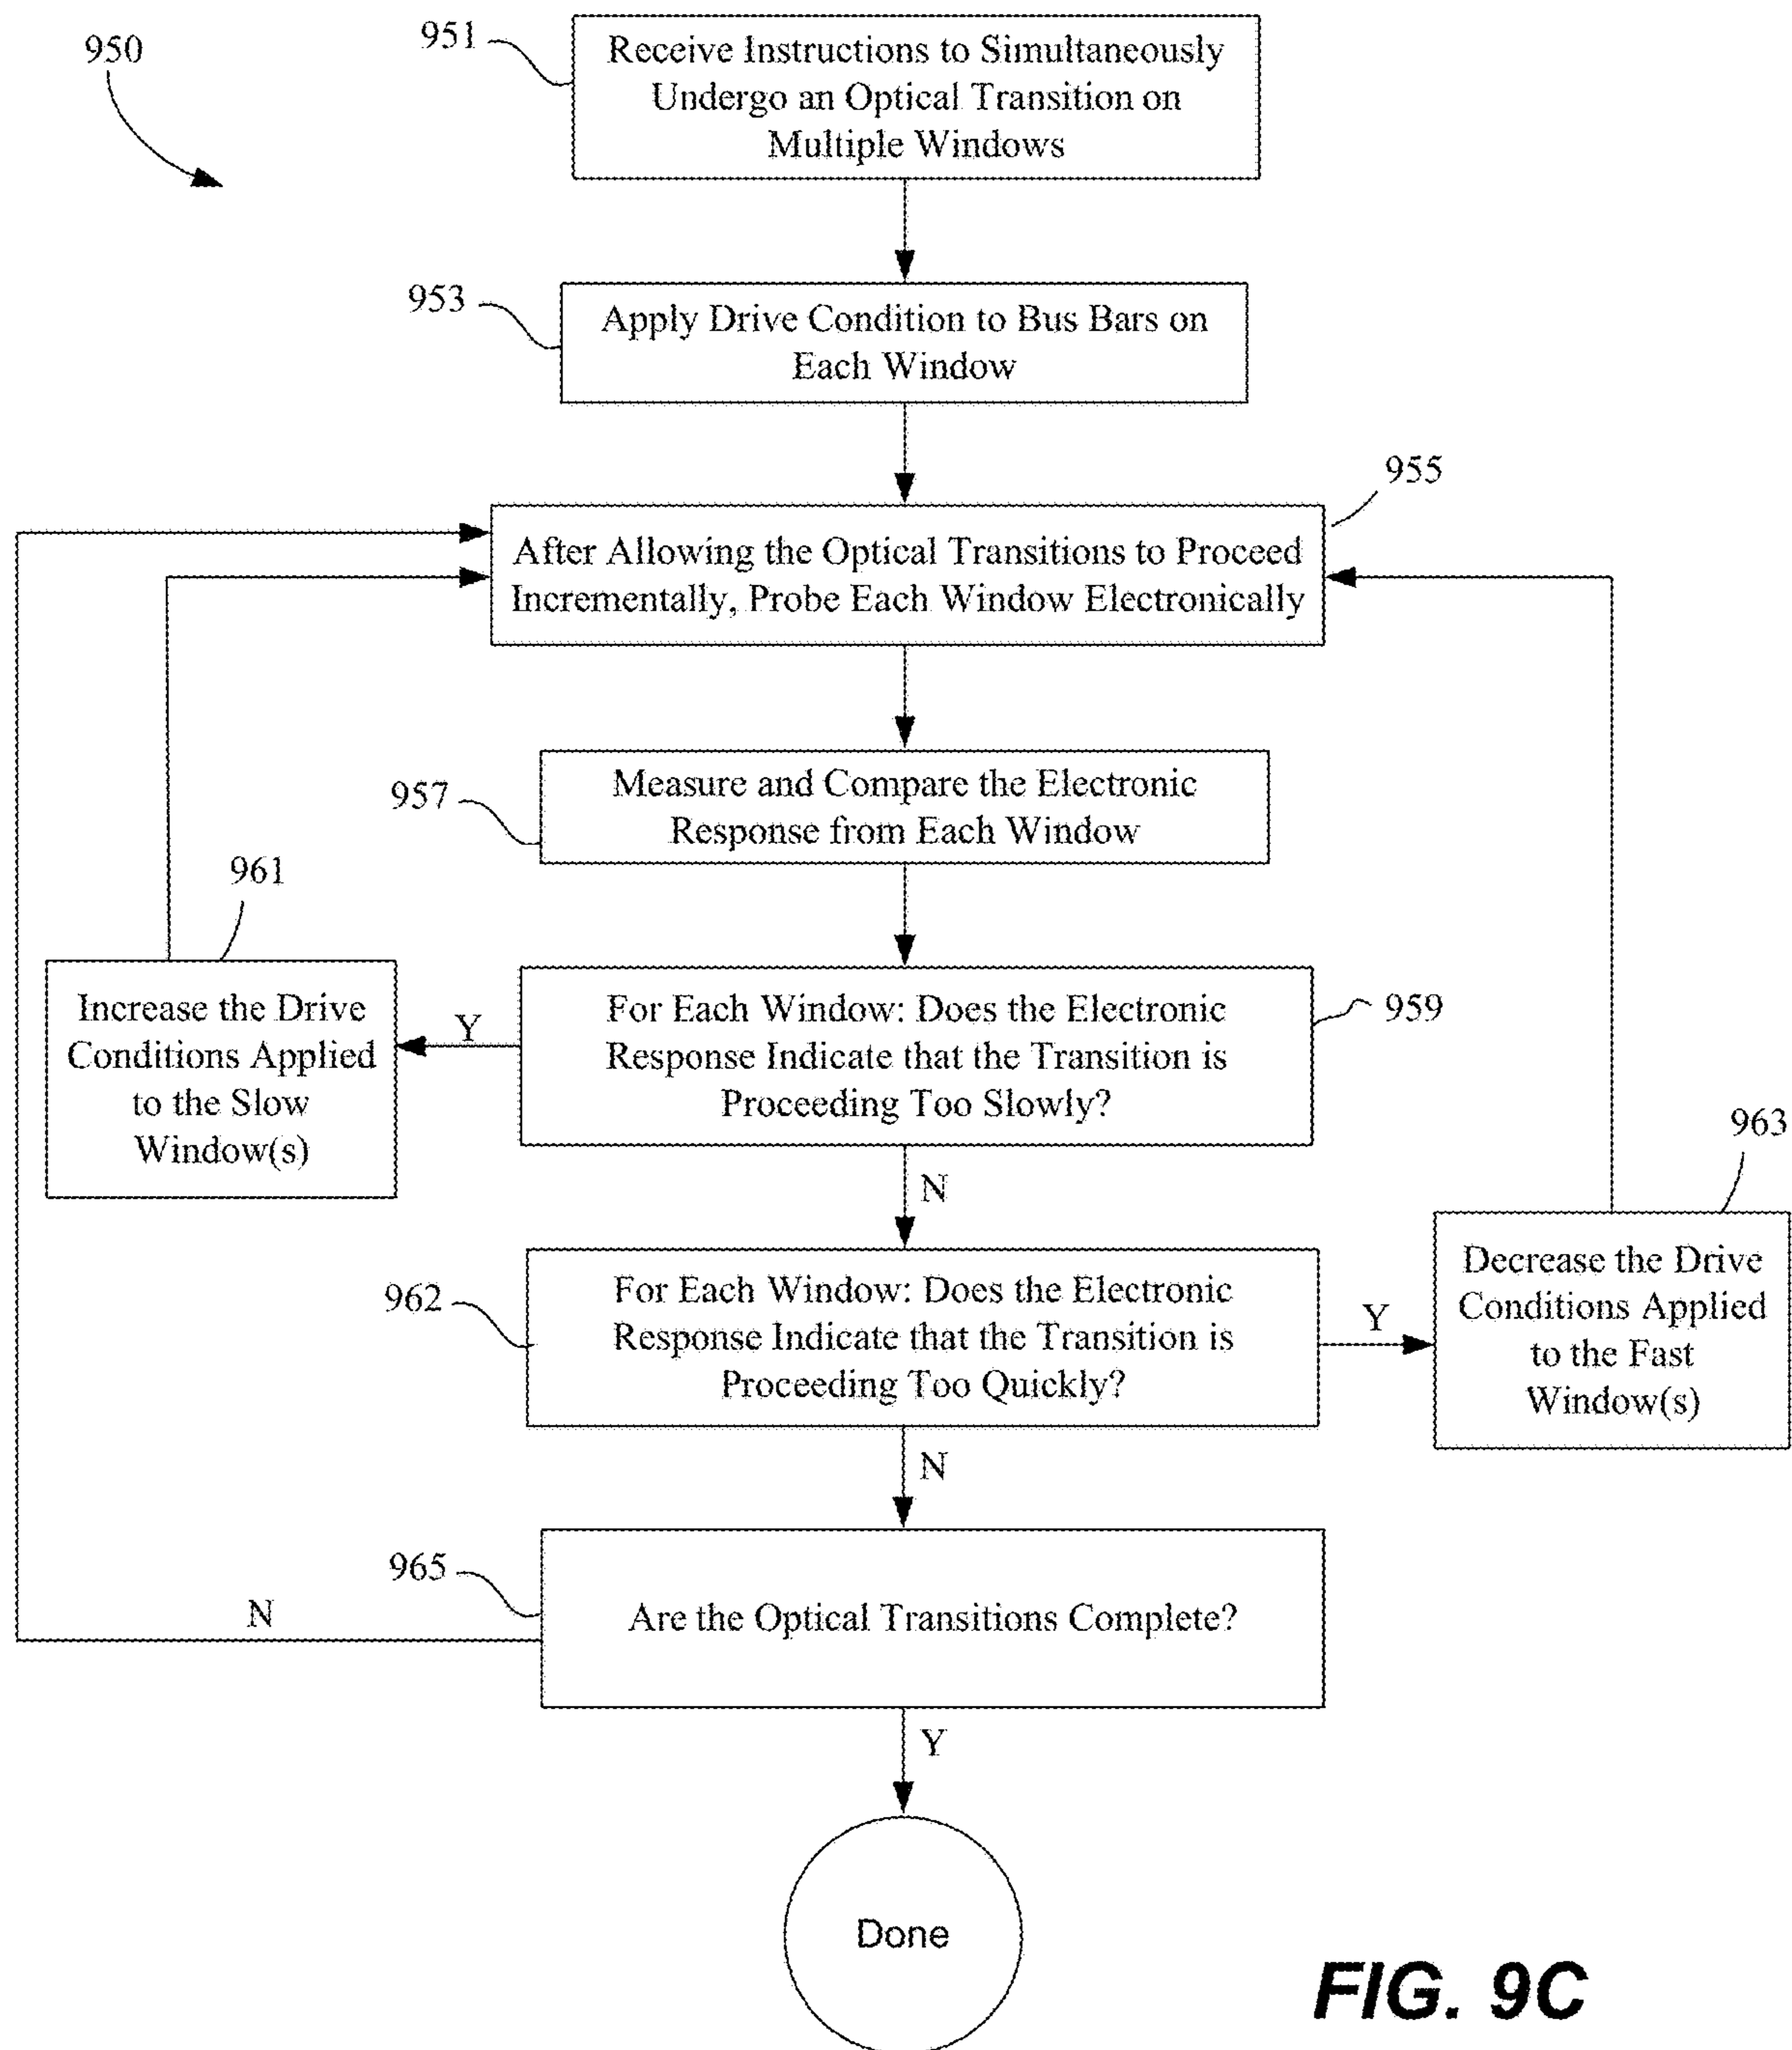 950
951
Receive Instructions to Simultaneously
Undergo an Optical Transition on
Multiple Windows
953
Apply Drive Condition to Bus Bars on
Each Window
955
After Allowing the Optical Transitions to Proceed
Incrementally, Probe Each Window Electronically
957
Measure and Compare the Electronic
Response from Each Window
961
Increase the Drive
Conditions Applied
to the Slow
Window(s)
Y
For Each Window: Does the Electronic
Response Indicate that the Transition is
Proceeding Too Slowly?
959
N
962
For Each Window: Does the Electronic
Response Indicate that the Transition is
Proceeding Too Quickly?
Y
963
Decrease the Drive
Conditions Applied
to the Fast
Window(s)
N
965
Are the Optical Transitions Complete?
N
Y
Done
FIG. 9C